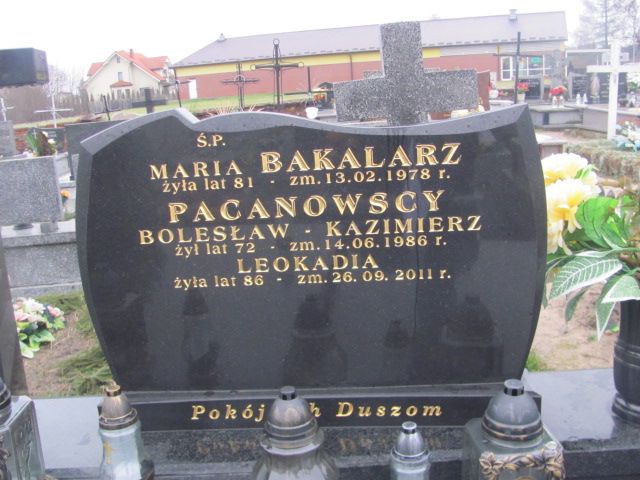 Ś.P.
MARIA BAKALARZ
żyła lat 81 - zm. 13.02.1978 r.
PACANOWSCY
BOLESŁAW - KAZIMIERZ
żył lat 72 - zm. 14.06.1986 r.
LEOKADIA
żyła lat 86 - zm. 26.09.2011 r.
Duszom